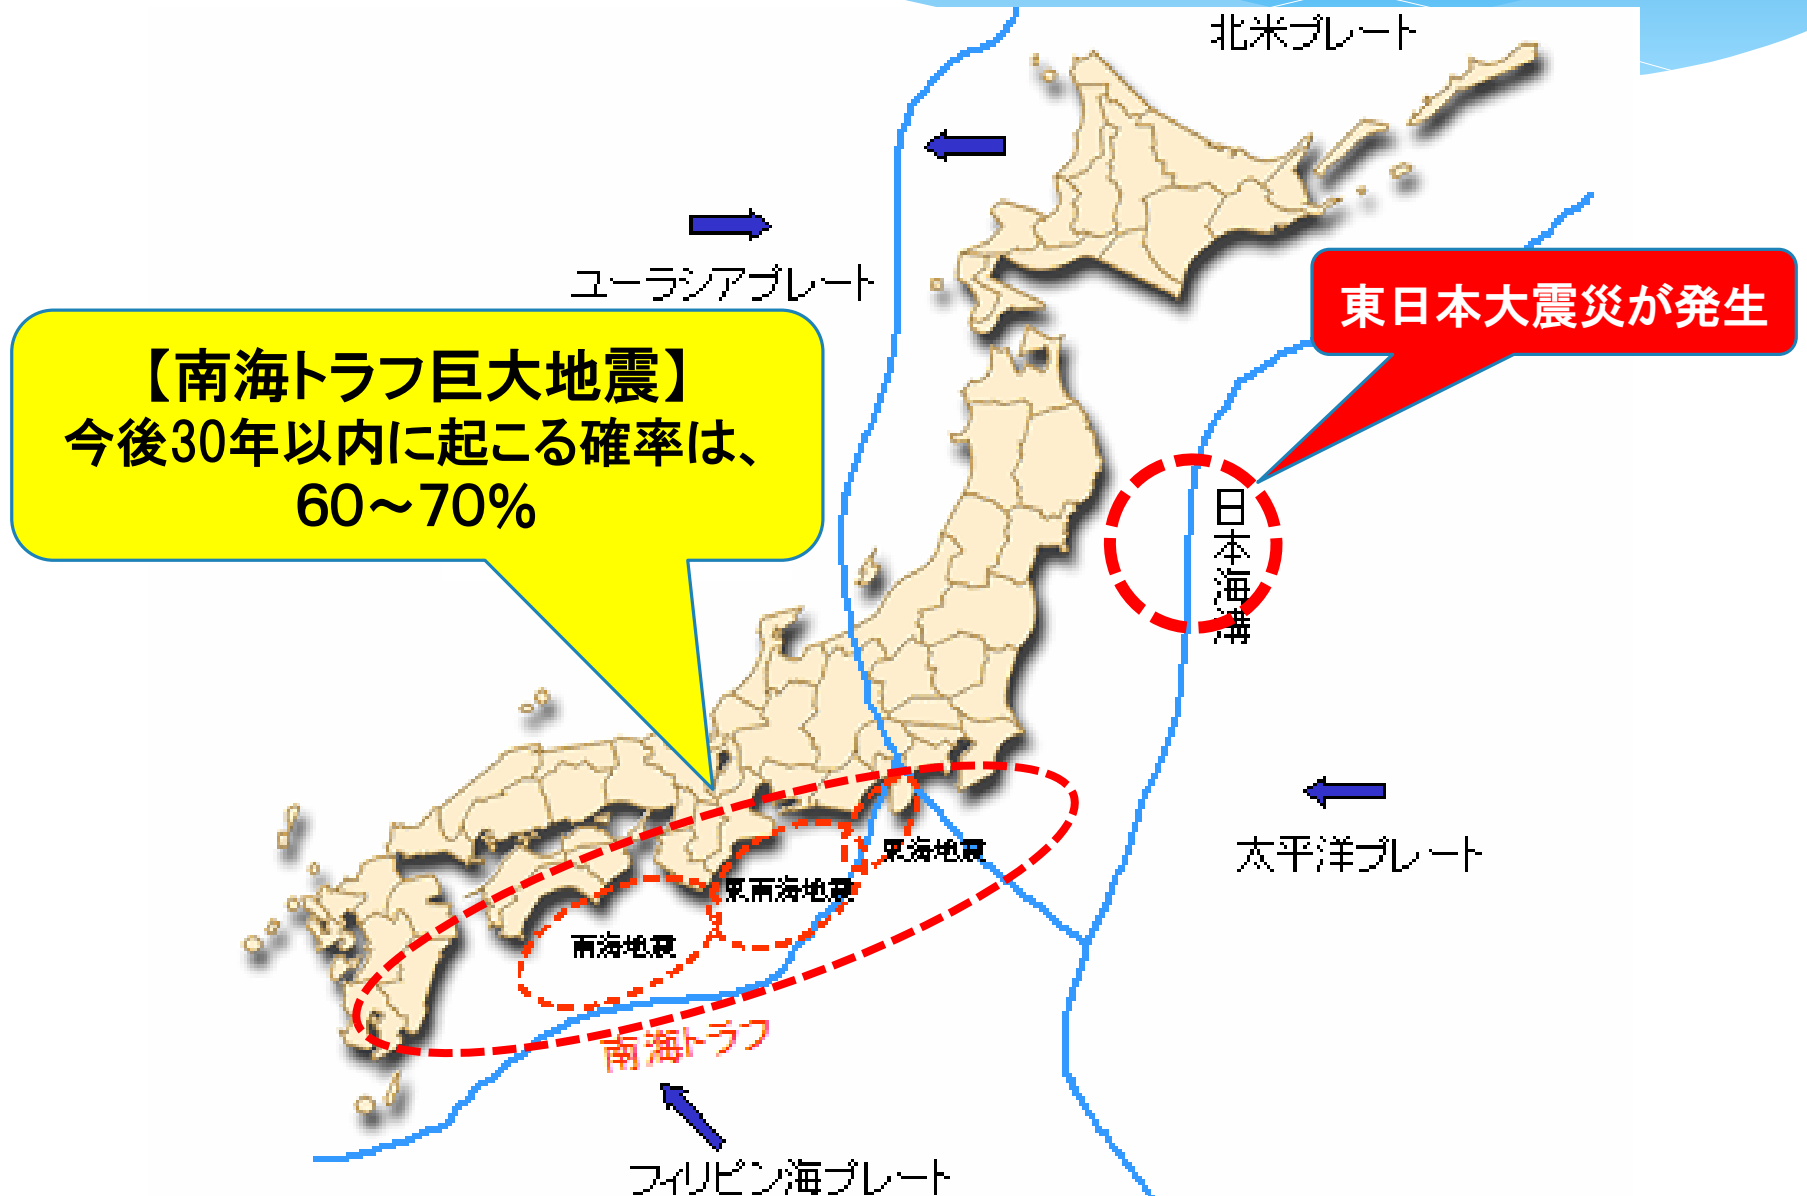 北米プレート
ユーラシアプレート
東日本大震災が発生
【南海トラフ巨大地震】
今後30年以内に起こる確率は、
60～70%
日本海溝
太平洋プレート
東海地震
東南海地震
南海地震
南海トラフ
フィリピン海プレート